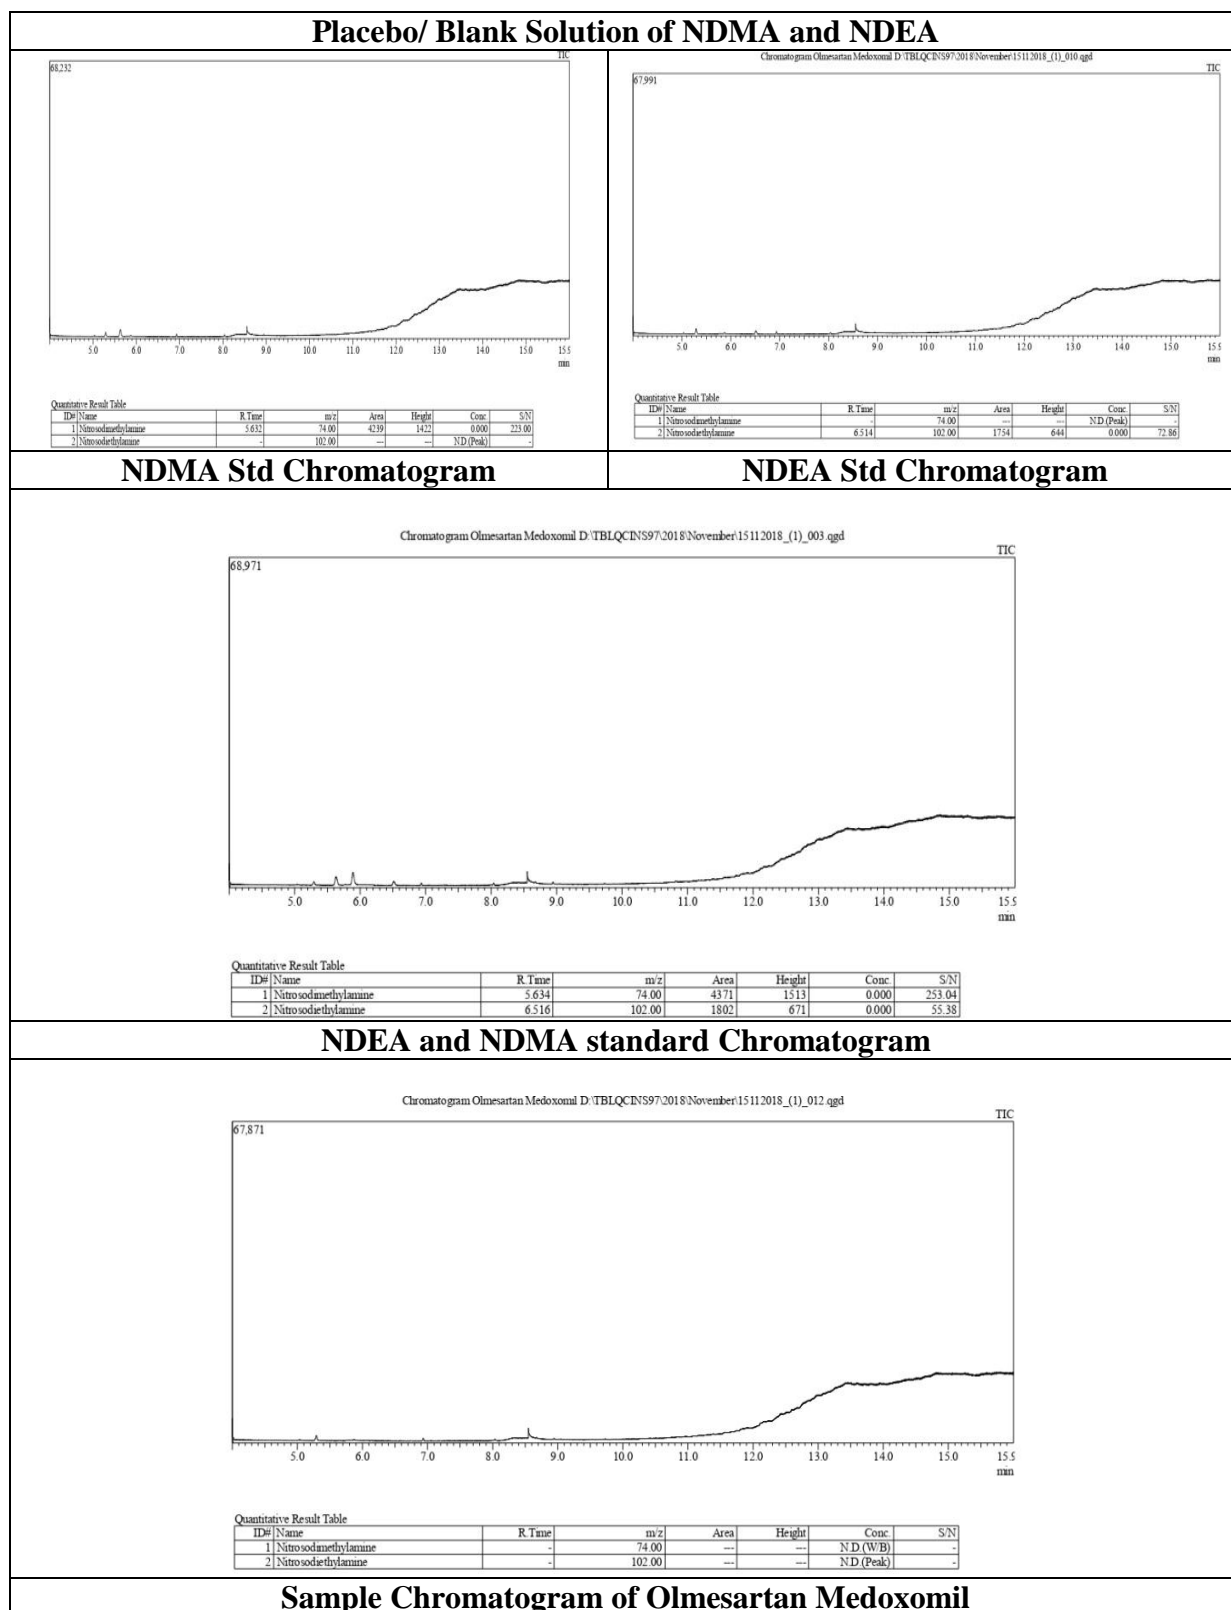 Placebo/ Blank Solution of NDMA and NDEA
TIC
68,232
5.0 6.0 7.0 8.0 9.0 10.0 11.0 12.0 13.0 14.0 15.5
min
Quantitative Result Table
ID# Name R.Time m/z Area Height Conc. S/N
1 Nitrosodimethylamine 5.632 74.00 4239 1422 0.000 223.00
2 Nitrosodiethylamine - 102.00 --- --- N.D.(Peak) -
Chromatogram Olmesartan Medoxomil D:\TBLQCINS97\2018\November\15112018_(1)_010.qgd
TIC
67,991
5.0 6.0 7.0 8.0 9.0 10.0 11.0 12.0 13.0 14.0 15.0 15.5
min
Quantitative Result Table
ID# Name R.Time m/z Area Height Conc. S/N
1 Nitrosodimethylamine - 74.00 --- --- N.D.(Peak) -
2 Nitrosodiethylamine 6.514 102.00 1754 644 0.000 72.86
NDMA Std Chromatogram
NDEA Std Chromatogram
Chromatogram Olmesartan Medoxomil D:\TBLQCINS97\2018\November\15112018_(1)_003.qgd
TIC
68,971
5.0 6.0 7.0 8.0 9.0 10.0 11.0 12.0 13.0 14.0 15.0 15.5
min
Quantitative Result Table
ID# Name R.Time m/z Area Height Conc. S/N
1 Nitrosodimethylamine 5.634 74.00 4371 1513 0.000 253.04
2 Nitrosodiethylamine 6.516 102.00 1802 671 0.000 55.38
NDEA and NDMA standard Chromatogram
Chromatogram Olmesartan Medoxomil D:\TBLQCINS97\2018\November\15112018_(1)_012.qgd
TIC
67,871
5.0 6.0 7.0 8.0 9.0 10.0 11.0 12.0 13.0 14.0 15.0 15.5
min
Quantitative Result Table
ID# Name R.Time m/z Area Height Conc. S/N
1 Nitrosodimethylamine - 74.00 --- --- N.D.(W/B) -
2 Nitrosodiethylamine - 102.00 --- --- N.D.(Peak) -
Sample Chromatogram of Olmesartan Medoxomil